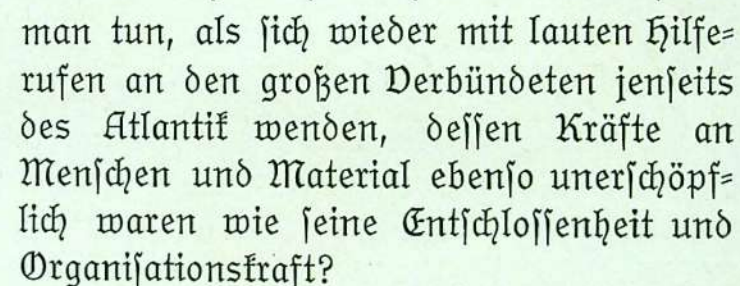 man tun, als ſich wieder mit lauten Hilfe⸗
rufen an den großen Verbündeten jenſeits
des Atlantik wenden, deſſen Kräfte an
Menſchen und Material ebenſo unerſchöpf⸗
lich waren wie ſeine Entſchloſſenheit und
Organiſationskraft?